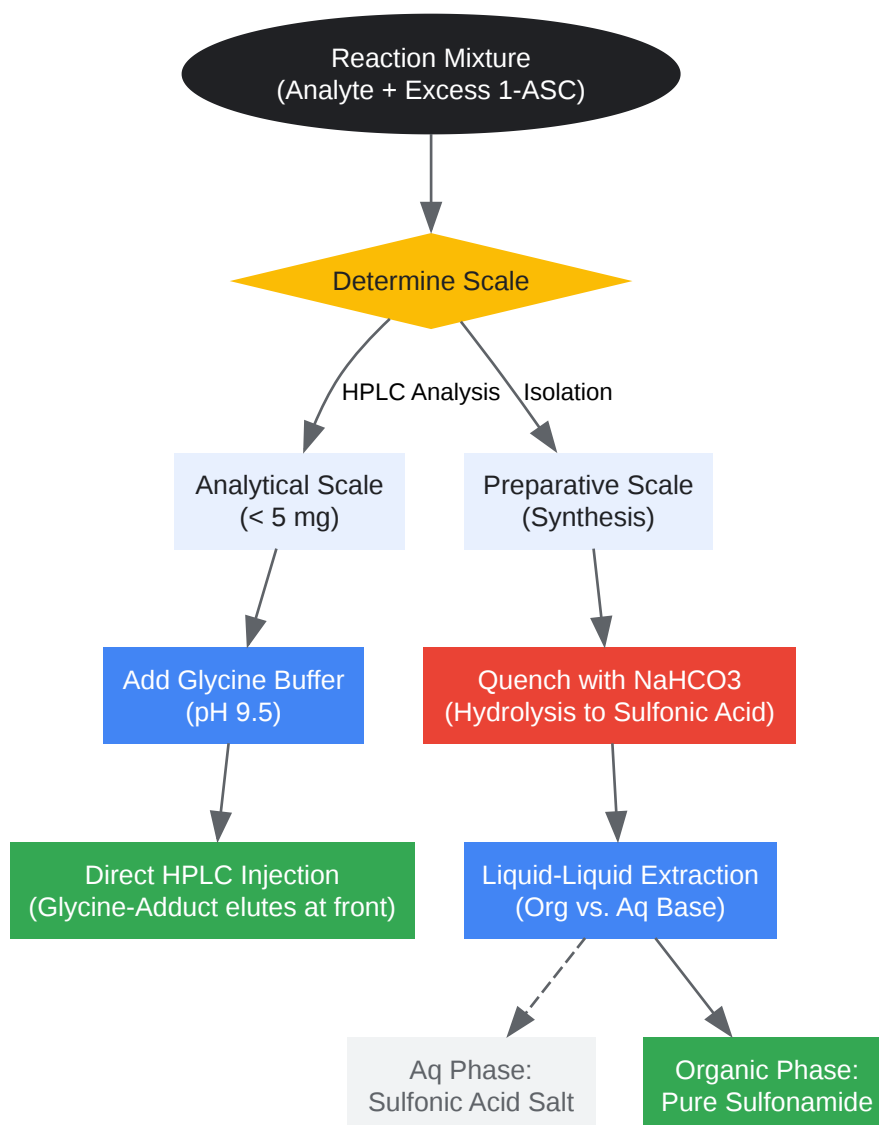 Reaction Mixture
(Analyte + Excess 1-ASC)
Determine Scale
HPLC Analysis
Isolation
Analytical Scale
(< 5 mg)
Preparative Scale
(Synthesis)
Add Glycine Buffer
(pH 9.5)
Quench with NaHCO3
(Hydrolysis to Sulfonic Acid)
Direct HPLC Injection
(Glycine-Adduct elutes at front)
Liquid-Liquid Extraction
(Org vs. Aq Base)
Aq Phase:
Sulfonic Acid Salt
Organic Phase:
Pure Sulfonamide